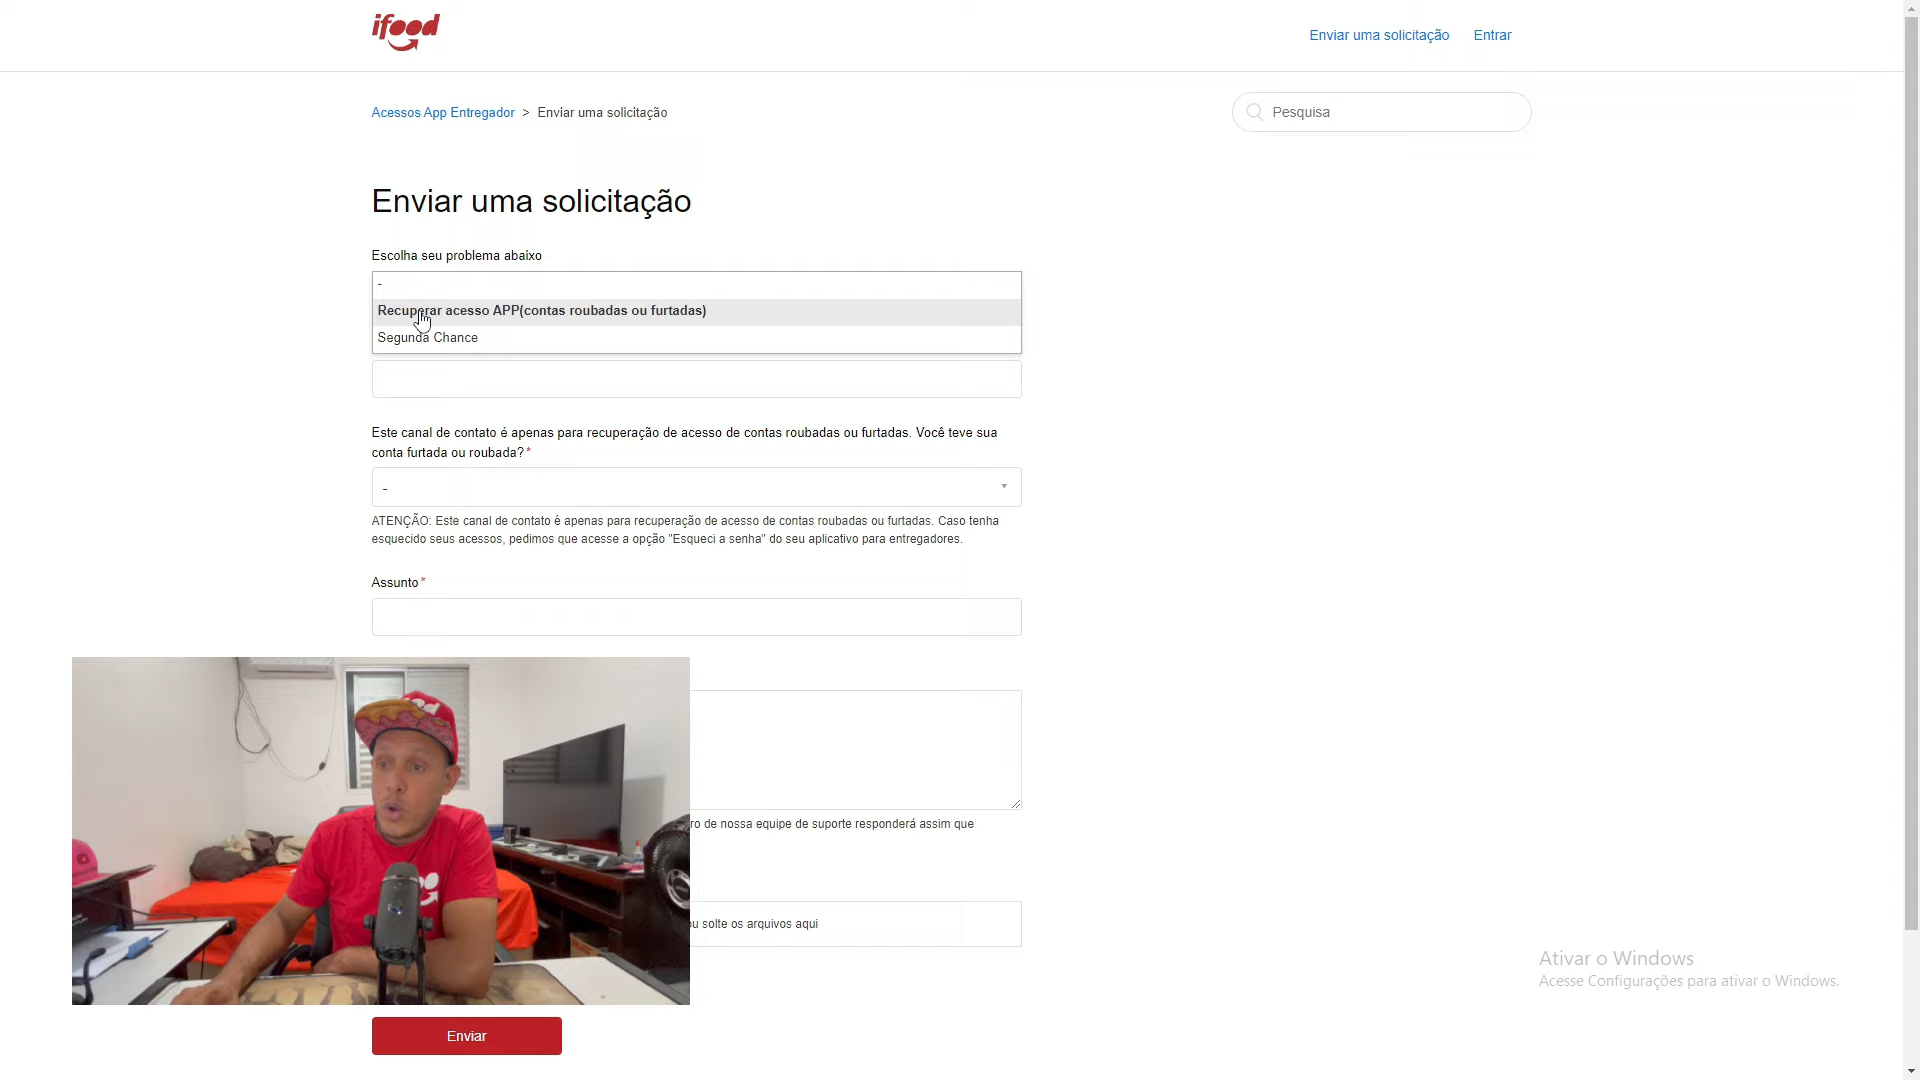 ifood
Enviar uma solicitação Entrar
Acessos App Entregador > Enviar uma solicitação
Pesquisa
Enviar uma solicitação
Escolha seu problema abaixo
-
Recuperar acesso APP(contas roubadas ou furtadas)
Segunda Chance
Este canal de contato é apenas para recuperação de acesso de contas roubadas ou furtadas. Você teve sua
conta furtada ou roubada?*
-
ATENÇÃO: Este canal de contato é apenas para recuperação de acesso de contas roubadas ou furtadas. Caso tenha
esquecido seus acessos, pedimos que acesse a opção "Esqueci a senha" do seu aplicativo para entregadores.
Assunto*
de nossa equipe de suporte responderá assim que
solte os arquivos aqui
Ativar o Windows
Acesse Configurações para ativar o Windows.
Enviar